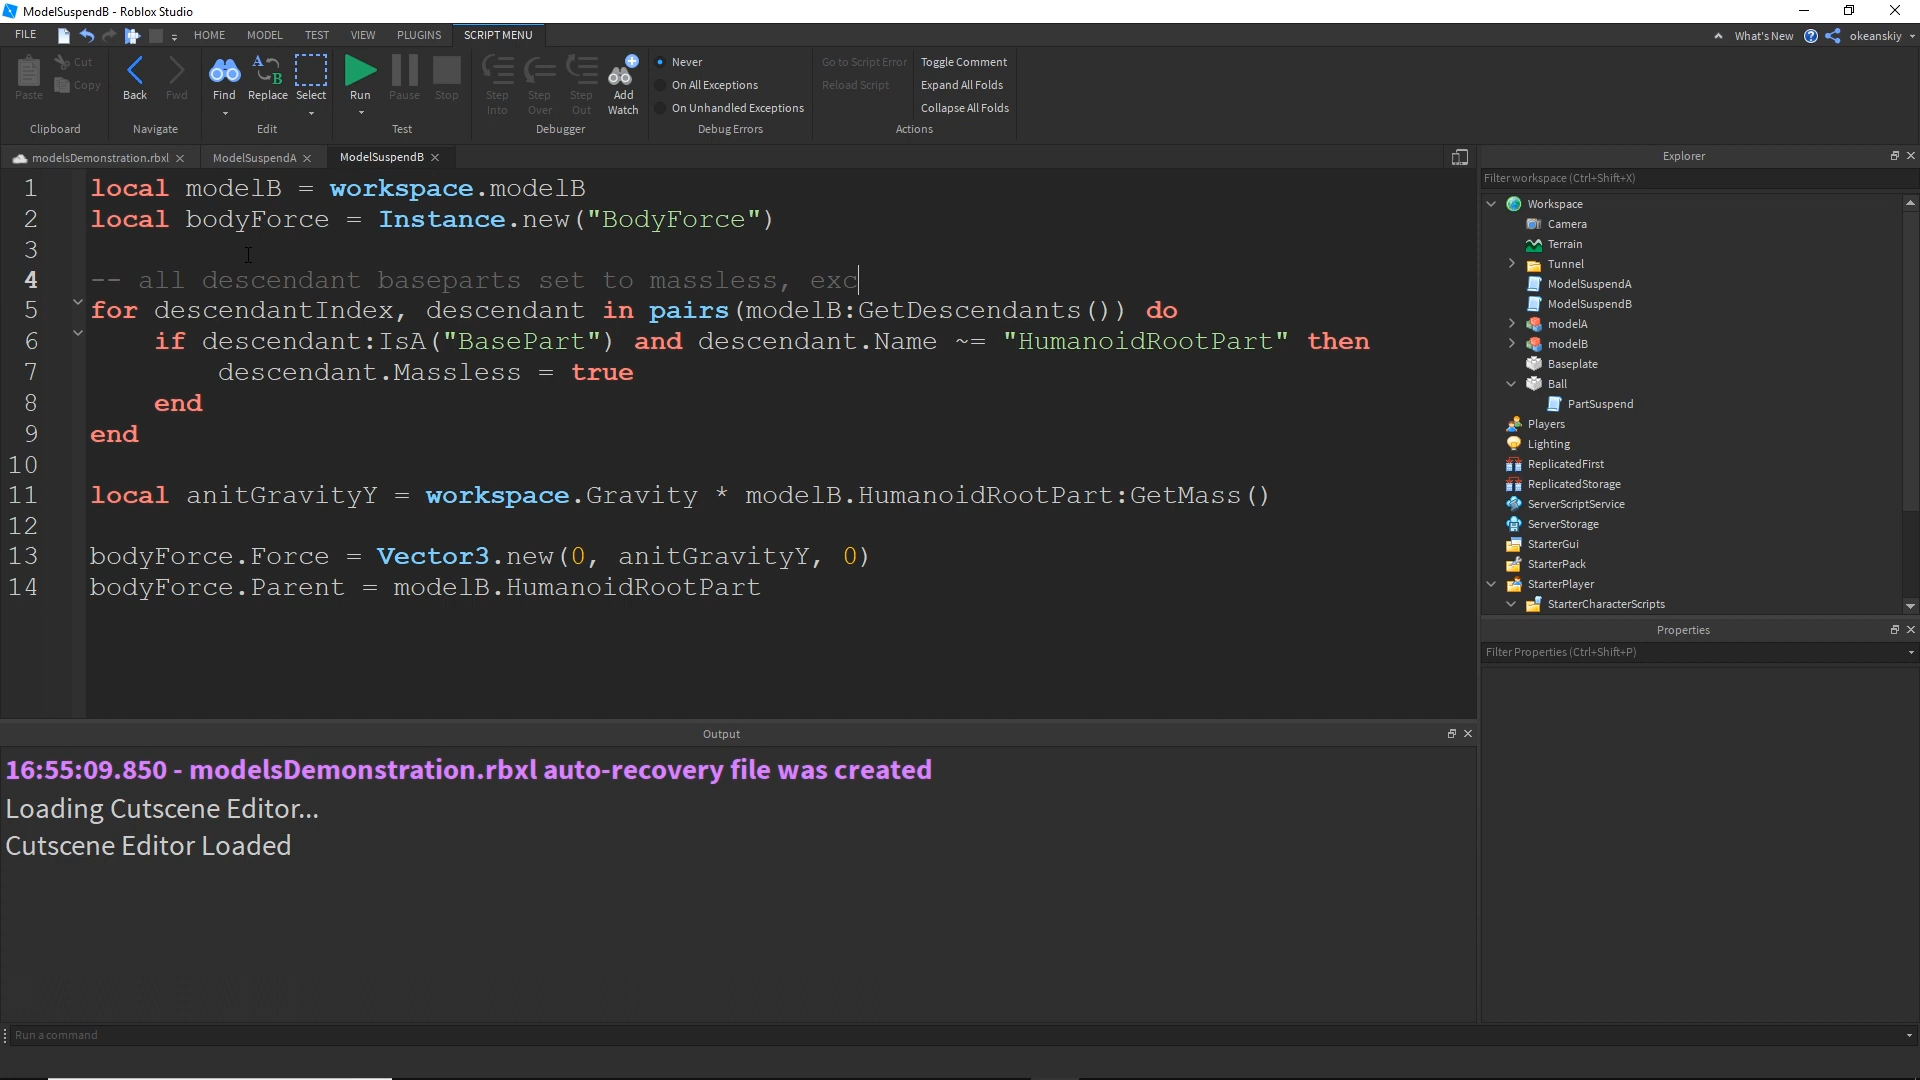 ModelSuspendB - Roblox Studio
FILE HOME MODEL TEST VIEW PLUGINS SCRIPT MENU What's New okeanskiy
Paste Cut Copy Clipboard
Back Fwd Navigate
Find Replace Select Edit
Run Pause Stop Test
Step Into Step Over Step Out Add Watch Debugger
Never
On All Exceptions
On Unhandled Exceptions
Debug Errors
Go to Script Error
Reload Script
Toggle Comment
Expand All Folds
Collapse All Folds
Actions
modelsDemonstration.rbxl ModelSuspendA ModelSuspendB
1 local modelB = workspace.modelB
2 local bodyForce = Instance.new("BodyForce")
3
4 -- all descendant baseparts set to massless, exc
5 for descendantIndex, descendant in pairs(modelB:GetDescendants()) do
6 if descendant:IsA("BasePart") and descendant.Name ~= "HumanoidRootPart" then
7 descendant.Massless = true
8 end
9 end
10
11 local anitGravityY = workspace.Gravity * modelB.HumanoidRootPart:GetMass()
12
13 bodyForce.Force = Vector3.new(0, anitGravityY, 0)
14 bodyForce.Parent = modelB.HumanoidRootPart
Output
16:55:09.850 - modelsDemonstration.rbxl auto-recovery file was created
Loading Cutscene Editor...
Cutscene Editor Loaded
Run a command
Explorer
Filter workspace (Ctrl+Shift+X)
Workspace
Camera
Terrain
Tunnel
ModelSuspendA
ModelSuspendB
modelA
modelB
Baseplate
Ball
PartSuspend
Players
Lighting
ReplicatedFirst
ReplicatedStorage
ServerScriptService
ServerStorage
StarterGui
StarterPack
StarterPlayer
StarterCharacterScripts
Properties
Filter Properties (Ctrl+Shift+P)